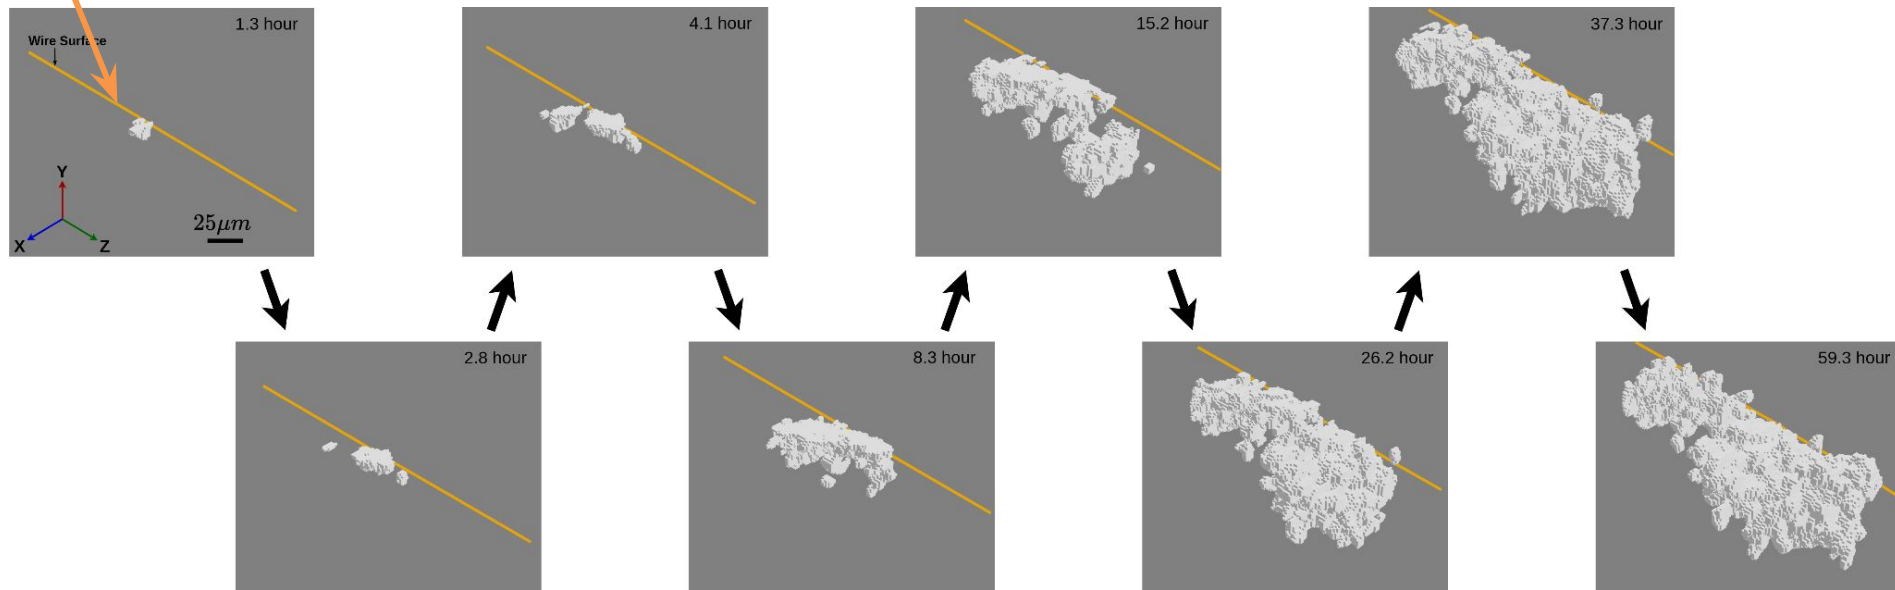 1.3 hour
Wire Surface
Y
X
Z
25μm
2.8 hour
4.1 hour
8.3 hour
15.2 hour
26.2 hour
37.3 hour
59.3 hour